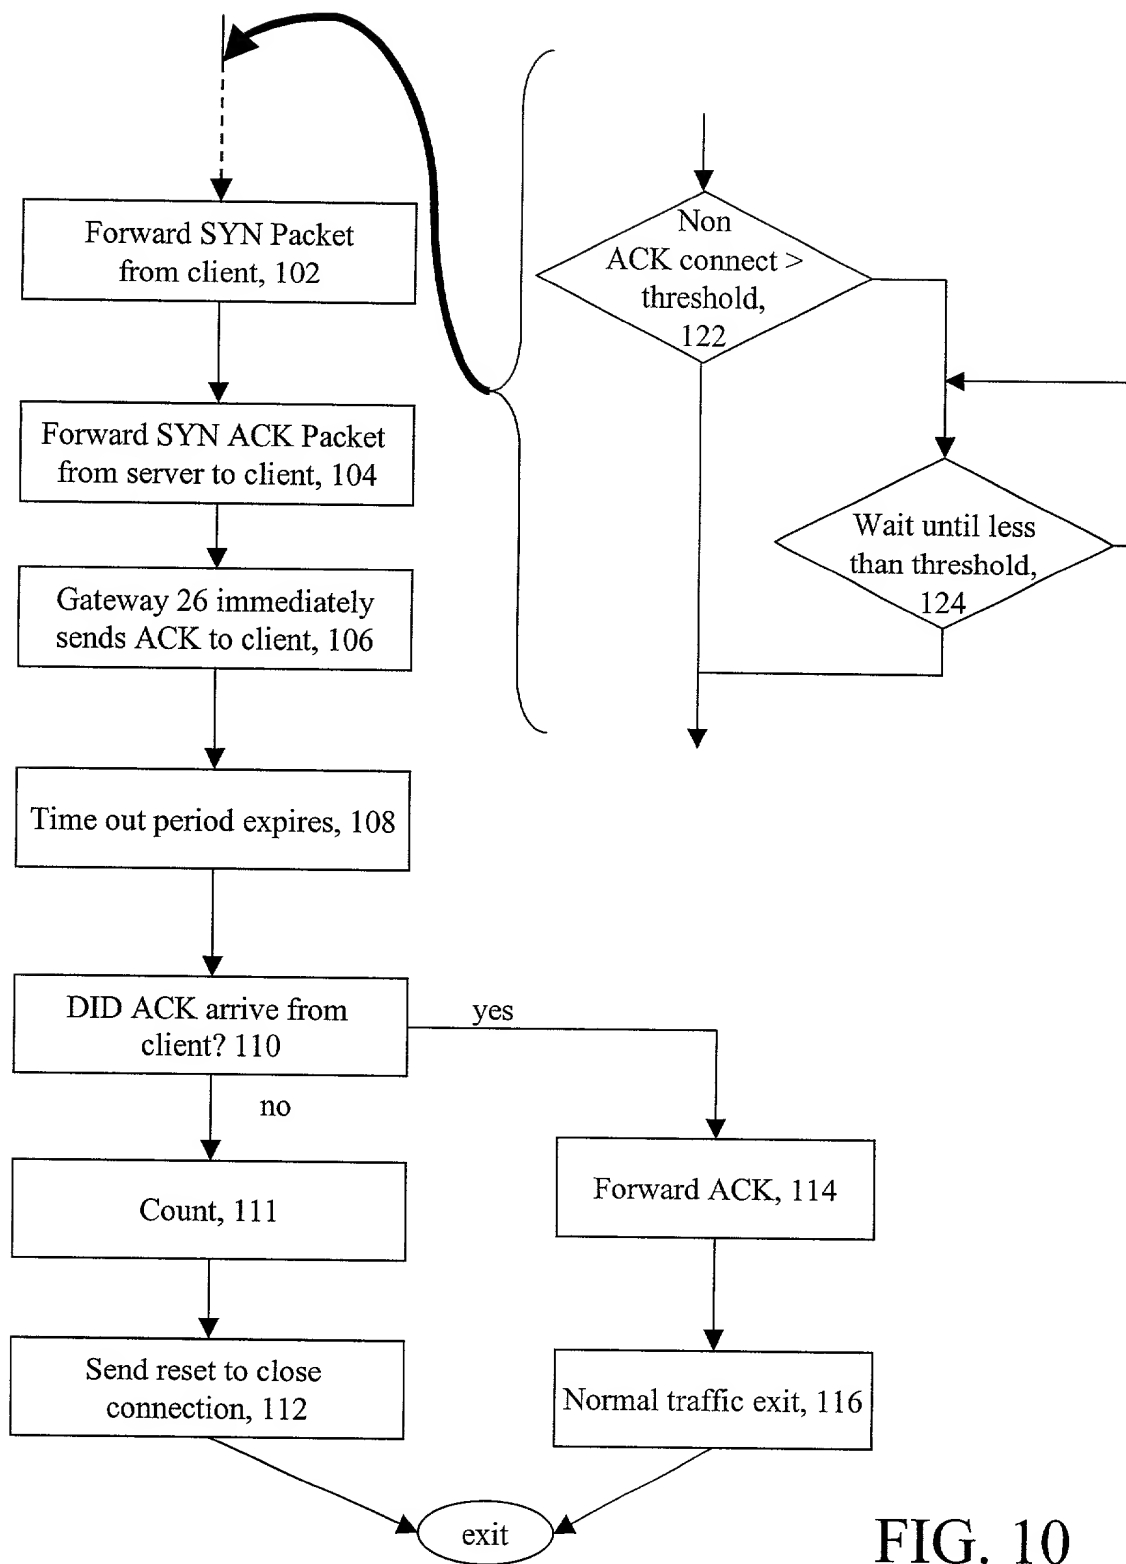 Forward SYN Packet
from client, 102
Forward SYN ACK Packet
from server to client, 104
Gateway 26 immediately
sends ACK to client, 106
Time out period expires, 108
DID ACK arrive from
client? 110
yes
no
Count, 111
Send reset to close
connection, 112
Forward ACK, 114
Normal traffic exit, 116
exit
Non
ACK connect >
threshold,
122
Wait until less
than threshold,
124
FIG. 10